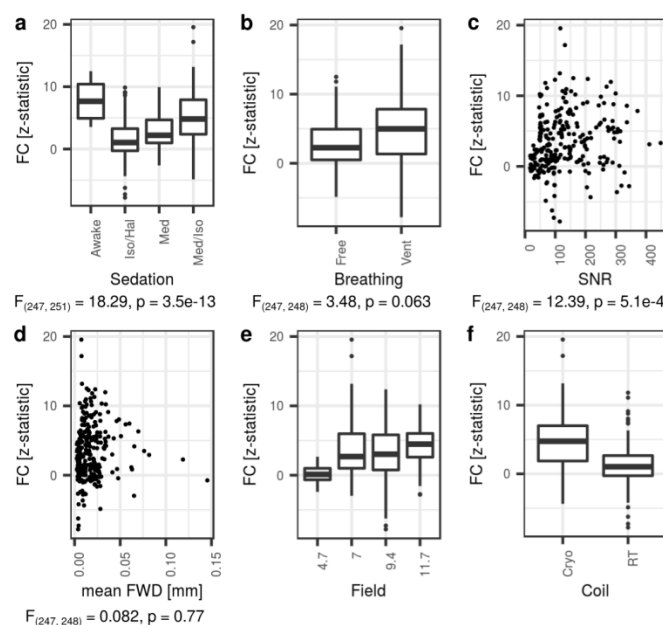 a
b
c
FC [z-statistic]
20
10
0
Awake
Iso/Hal
Med
Med/Iso
Sedation
F(247, 251) = 18.29, p = 3.5e-13
FC [z-statistic]
20
10
0
Free
Vent
Breathing
F(247, 248) = 3.48, p = 0.063
FC [z-statistic]
20
10
0
0
100
200
300
400
SNR
F(247, 248) = 12.39, p = 5.1e-4
d
e
f
FC [z-statistic]
20
10
0
0.00
0.05
0.10
0.15
mean FWD [mm]
F(247, 248) = 0.082, p = 0.77
FC [z-statistic]
20
10
0
4.7
7
9.4
11.7
Field
FC [z-statistic]
20
10
0
Cryo
RT
Coil